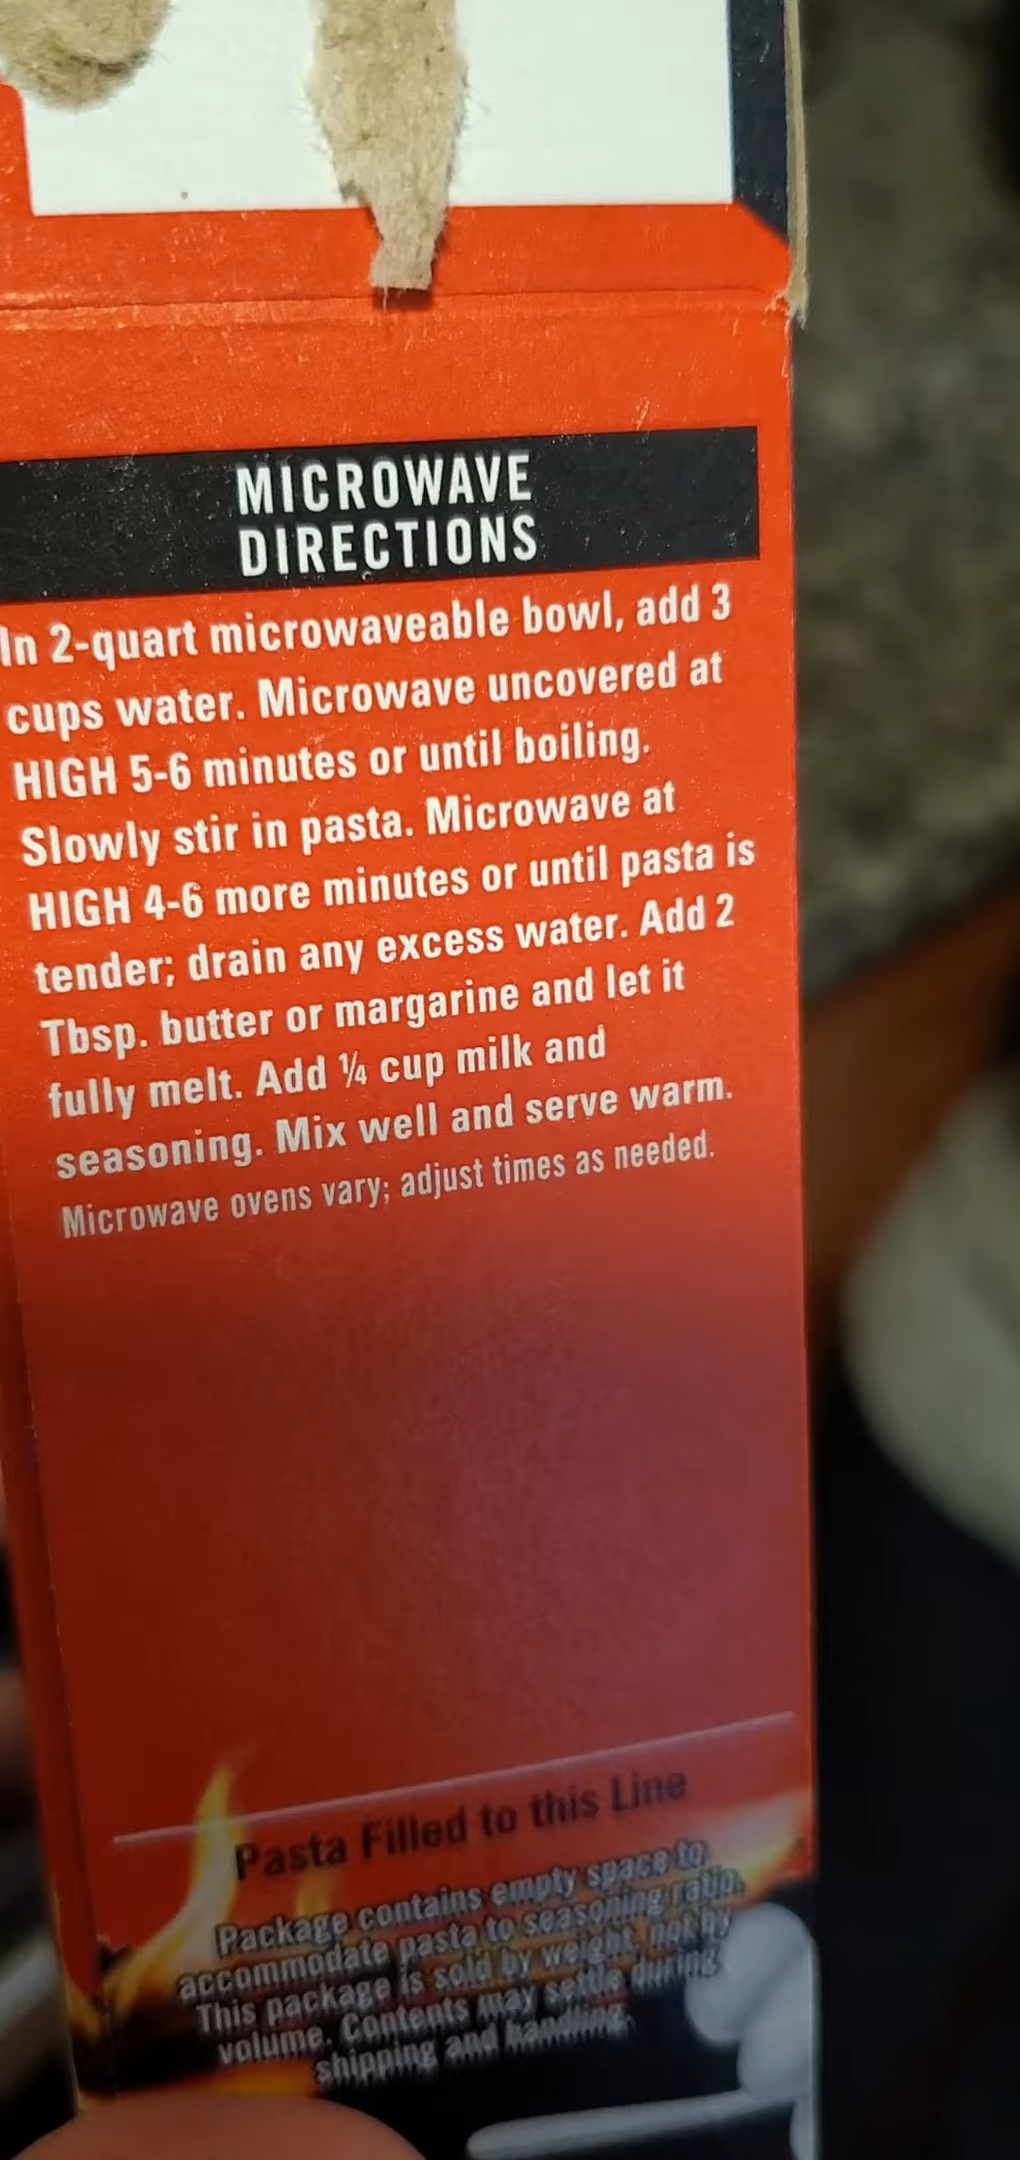 MICROWAVE
DIRECTIONS
In 2-quart microwaveable bowl, add 3
cups water. Microwave uncovered at
HIGH 5-6 minutes or until boiling.
Slowly stir in pasta. Microwave at
HIGH 4-6 more minutes or until pasta is
tender; drain any excess water. Add 2
Tbsp. butter or margarine and let it
fully melt. Add ¼ cup milk and
seasoning. Mix well and serve warm.
Microwave ovens vary; adjust times as needed.
Pasta Filled to this Line
Package contains empty space to
accommodate pasta to seasoning ratio.
This package is sold by weight, not by
volume. Contents may settle during
shipping and handling.